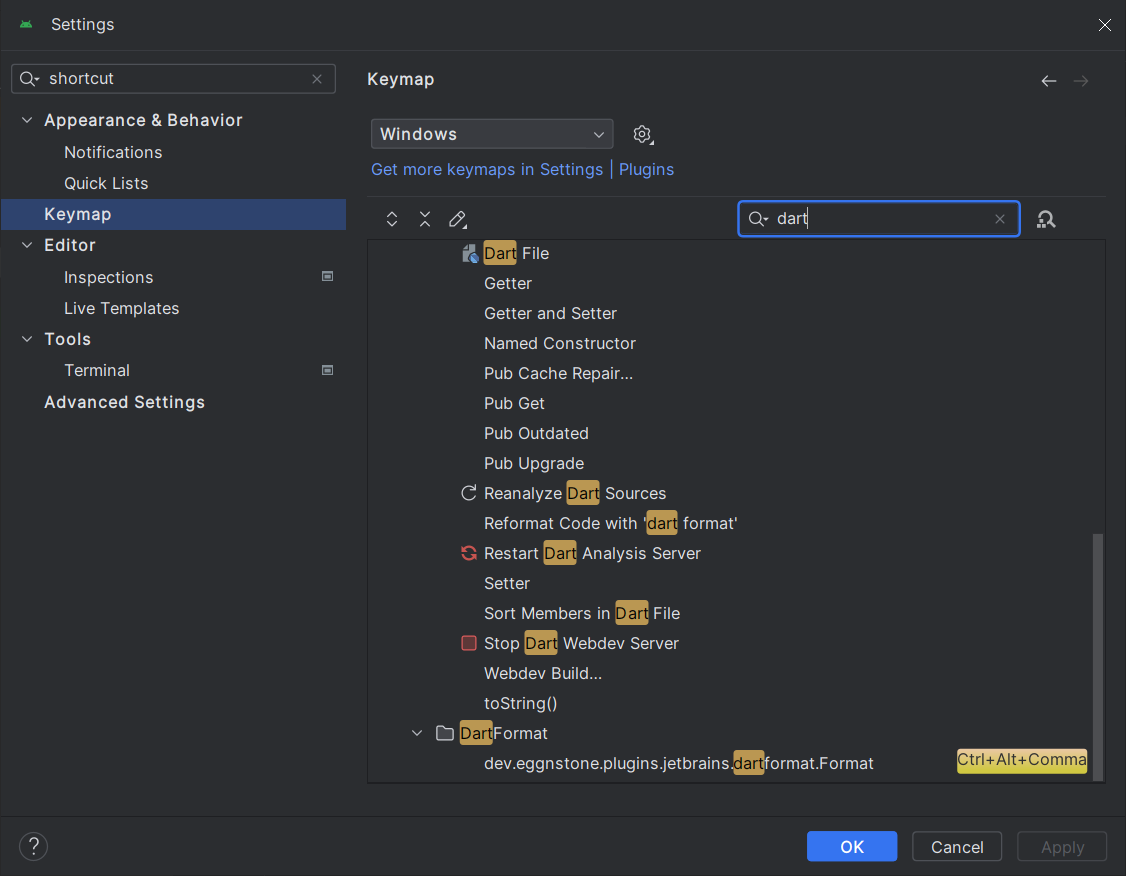 Settings
shortcut
Appearance & Behavior
Notifications
Quick Lists
Keymap
Editor
Inspections
Live Templates
Tools
Terminal
Advanced Settings
Keymap
Windows
Get more keymaps in Settings | Plugins
dart
Dart File
Getter
Getter and Setter
Named Constructor
Pub Cache Repair...
Pub Get
Pub Outdated
Pub Upgrade
Reanalyze Dart Sources
Reformat Code with 'dart format'
Restart Dart Analysis Server
Setter
Sort Members in Dart File
Stop Dart Webdev Server
Webdev Build...
toString()
DartFormat
dev.eggnstone.plugins.jetbrains.dartformat.Format Ctrl+Alt+Comma
? OK Cancel Apply